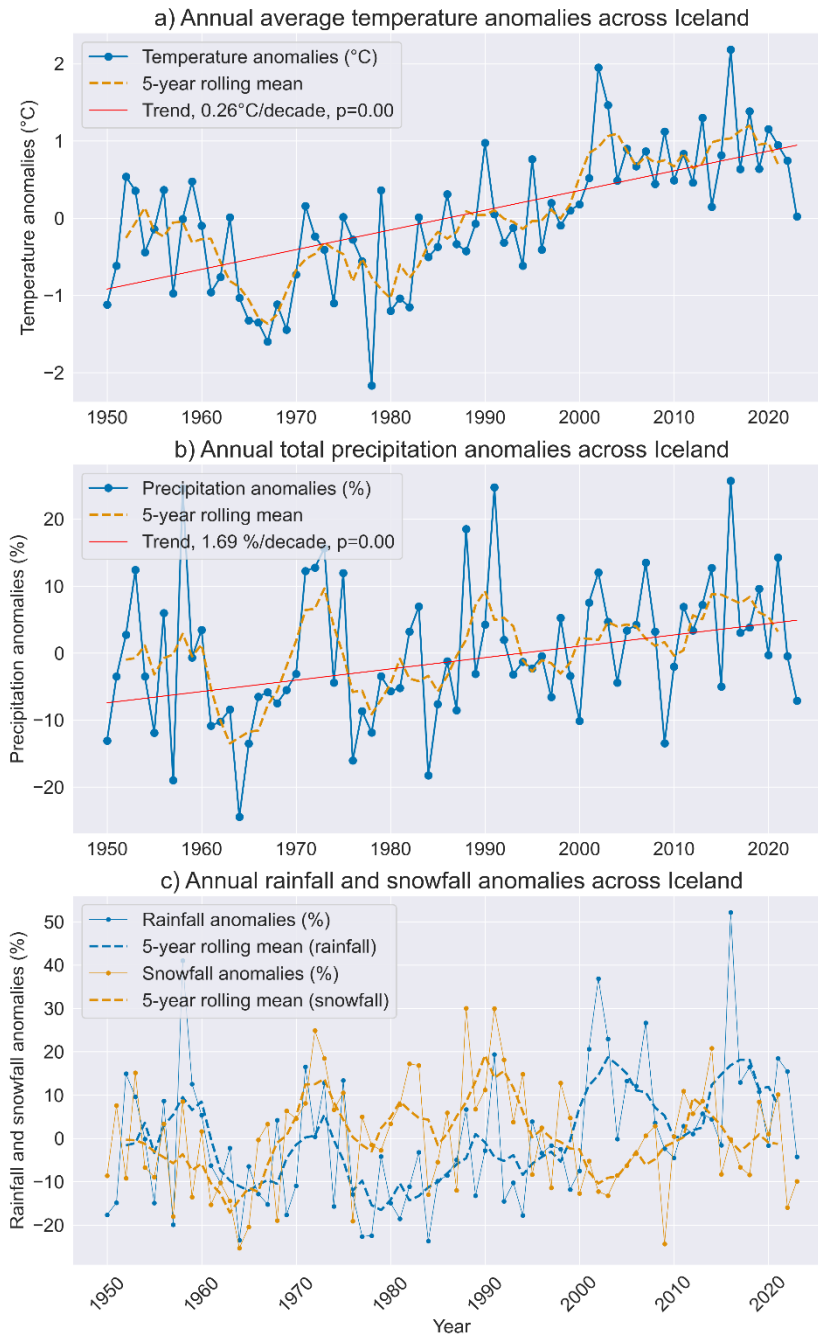 a) Annual average temperature anomalies across Iceland
Temperature anomalies (°C)
5-year rolling mean
Trend, 0.26°C/decade, p=0.00
Temperature anomalies (°C)
2
1
0
−1
−2
1950 1960 1970 1980 1990 2000 2010 2020
b) Annual total precipitation anomalies across Iceland
Precipitation anomalies (%)
5-year rolling mean
Trend, 1.69 %/decade, p=0.00
Precipitation anomalies (%)
20
10
0
−10
−20
1950 1960 1970 1980 1990 2000 2010 2020
c) Annual rainfall and snowfall anomalies across Iceland
Rainfall anomalies (%)
5-year rolling mean (rainfall)
Snowfall anomalies (%)
5-year rolling mean (snowfall)
Rainfall and snowfall anomalies (%)
50
40
30
20
10
0
−10
−20
1950 1960 1970 1980 1990 2000 2010 2020
Year